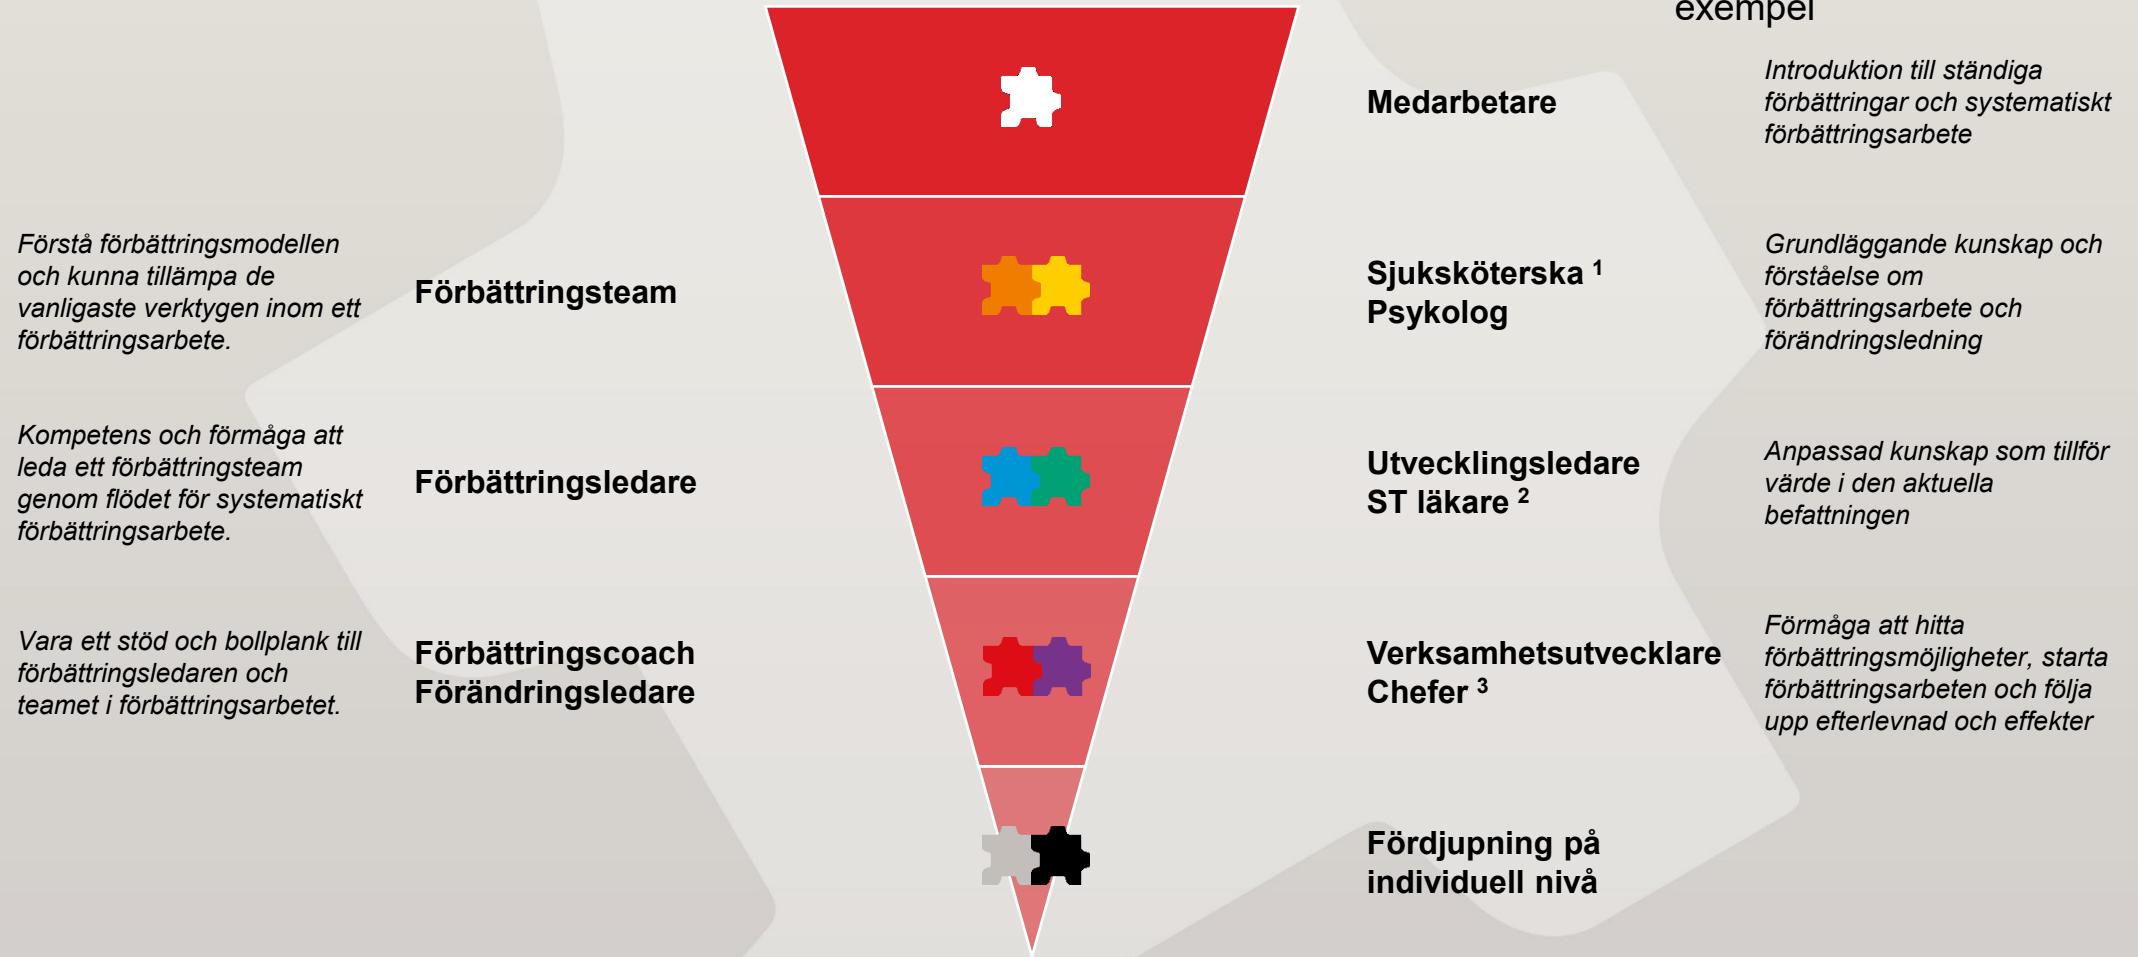 exempel
Medarbetare
Introduktion till ständiga
förbättringar och systematiskt
förbättringsarbete
Förstå förbättringsmodellen
och kunna tillämpa de
vanligaste verktygen inom ett
förbättringsarbete.
Förbättringsteam
Sjuksköterska ¹
Psykolog
Grundläggande kunskap och
förståelse om
förbättringsarbete och
förändringsledning
Kompetens och förmåga att
leda ett förbättringsteam
genom flödet för systematiskt
förbättringsarbete.
Förbättringsledare
Utvecklingsledare
ST läkare ²
Anpassad kunskap som tillför
värde i den aktuella
befattningen
Vara ett stöd och bollplank till
förbättringsledaren och
teamet i förbättringsarbetet.
Förbättringscoach
Förändringsledare
Verksamhetsutvecklare
Chefer ³
Förmåga att hitta
förbättringsmöjligheter, starta
förbättringsarbeten och följa
upp efterlevnad och effekter
Fördjupning på
individuell nivå